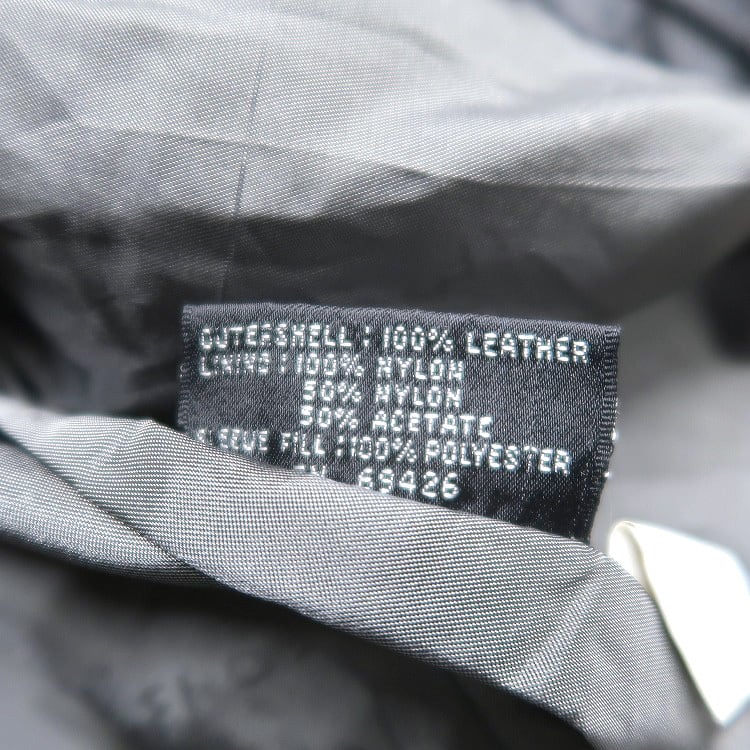 OUTERSHELL : 100% LEATHER
LINING : 100% NYLON
50% NYLON
50% ACETATE
SLEEVE FILL : 100% POLYESTER
69426